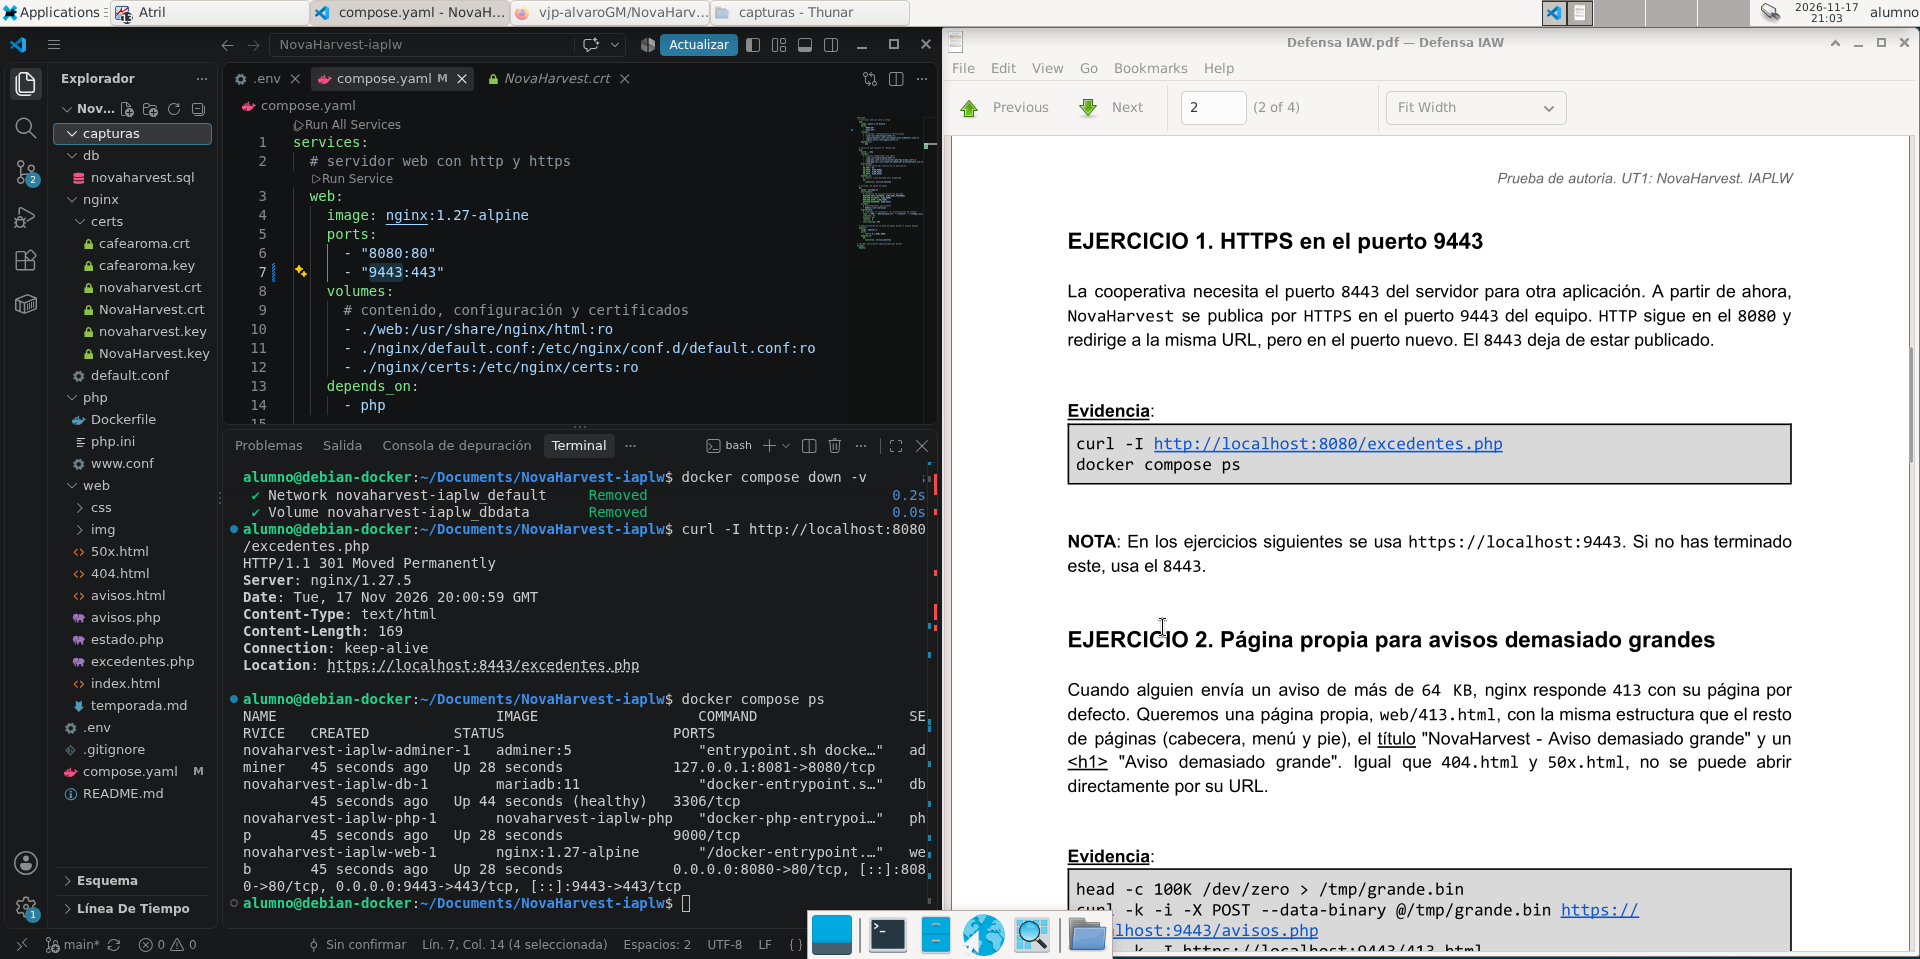 Applications
Atril
compose.yaml - NovaH...
vjp-alvaroGM/NovaHarv...
capturas - Thunar
2026-11-17
21:03
alumno
NovaHarvest-iaplw
Actualizar
Explorador
Nov...
capturas
db
novaharvest.sql
nginx
certs
cafearoma.crt
cafearoma.key
novaharvest.crt
NovaHarvest.crt
novaharvest.key
NovaHarvest.key
default.conf
php
Dockerfile
php.ini
www.conf
web
css
img
50x.html
404.html
avisos.html
avisos.php
estado.php
excedentes.php
index.html
temporada.md
.env
.gitignore
compose.yaml M
README.md
Esquema
Línea De Tiempo
2
1
.env
compose.yaml M
NovaHarvest.crt
compose.yaml
Run All Services
1 services:
2 # servidor web con http y https
Run Service
3 web:
4 image: nginx:1.27-alpine
5 ports:
6 - "8080:80"
7 - "9443:443"
8 volumes:
9 # contenido, configuración y certificados
10 - ./web:/usr/share/nginx/html:ro
11 - ./nginx/default.conf:/etc/nginx/conf.d/default.conf:ro
12 - ./nginx/certs:/etc/nginx/certs:ro
13 depends_on:
14 - php
15
Problemas Salida Consola de depuración Terminal
bash
alumno@debian-docker:~/Documents/NovaHarvest-iaplw$ docker compose down -v
✔ Network novaharvest-iaplw_default Removed 0.2s
✔ Volume novaharvest-iaplw_dbdata Removed 0.0s
alumno@debian-docker:~/Documents/NovaHarvest-iaplw$ curl -I http://localhost:8080
/excedentes.php
HTTP/1.1 301 Moved Permanently
Server: nginx/1.27.5
Date: Tue, 17 Nov 2026 20:00:59 GMT
Content-Type: text/html
Content-Length: 169
Connection: keep-alive
Location: https://localhost:8443/excedentes.php
alumno@debian-docker:~/Documents/NovaHarvest-iaplw$ docker compose ps
NAME IMAGE COMMAND SE
RVICE CREATED STATUS PORTS
novaharvest-iaplw-adminer-1 adminer:5 "entrypoint.sh docke…" ad
miner 45 seconds ago Up 28 seconds 127.0.0.1:8081->8080/tcp
novaharvest-iaplw-db-1 mariadb:11 "docker-entrypoint.s…" db
45 seconds ago Up 44 seconds (healthy) 3306/tcp
novaharvest-iaplw-php-1 novaharvest-iaplw-php "docker-php-entrypoi…" ph
p 45 seconds ago Up 28 seconds 9000/tcp
novaharvest-iaplw-web-1 nginx:1.27-alpine "/docker-entrypoint.…" we
b 45 seconds ago Up 28 seconds 0.0.0.0:8080->80/tcp, [::]:808
0->80/tcp, 0.0.0.0:9443->443/tcp, [::]:9443->443/tcp
alumno@debian-docker:~/Documents/NovaHarvest-iaplw$
main*
0 0
Sin confirmar
Lín. 7, Col. 14 (4 seleccionada)
Espacios: 2
UTF-8
LF
{}
Defensa IAW.pdf — Defensa IAW
File Edit View Go Bookmarks Help
Previous
Next
2
(2 of 4)
Fit Width
Prueba de autoría. UT1: NovaHarvest. IAPLW
EJERCICIO 1. HTTPS en el puerto 9443
La cooperativa necesita el puerto 8443 del servidor para otra aplicación. A partir de ahora,
NovaHarvest se publica por HTTPS en el puerto 9443 del equipo. HTTP sigue en el 8080 y
redirige a la misma URL, pero en el puerto nuevo. El 8443 deja de estar publicado.
Evidencia:
curl -I http://localhost:8080/excedentes.php
docker compose ps
NOTA: En los ejercicios siguientes se usa https://localhost:9443. Si no has terminado
este, usa el 8443.
EJERCICIO 2. Página propia para avisos demasiado grandes
Cuando alguien envía un aviso de más de 64 KB, nginx responde 413 con su página por
defecto. Queremos una página propia, web/413.html, con la misma estructura que el resto
de páginas (cabecera, menú y pie), el título "NovaHarvest - Aviso demasiado grande" y un
<h1> "Aviso demasiado grande". Igual que 404.html y 50x.html, no se puede abrir
directamente por su URL.
Evidencia:
head -c 100K /dev/zero > /tmp/grande.bin
curl -k -i -X POST --data-binary @/tmp/grande.bin https://
lhost:9443/avisos.php
-k -I https://localhost:9443/413.html